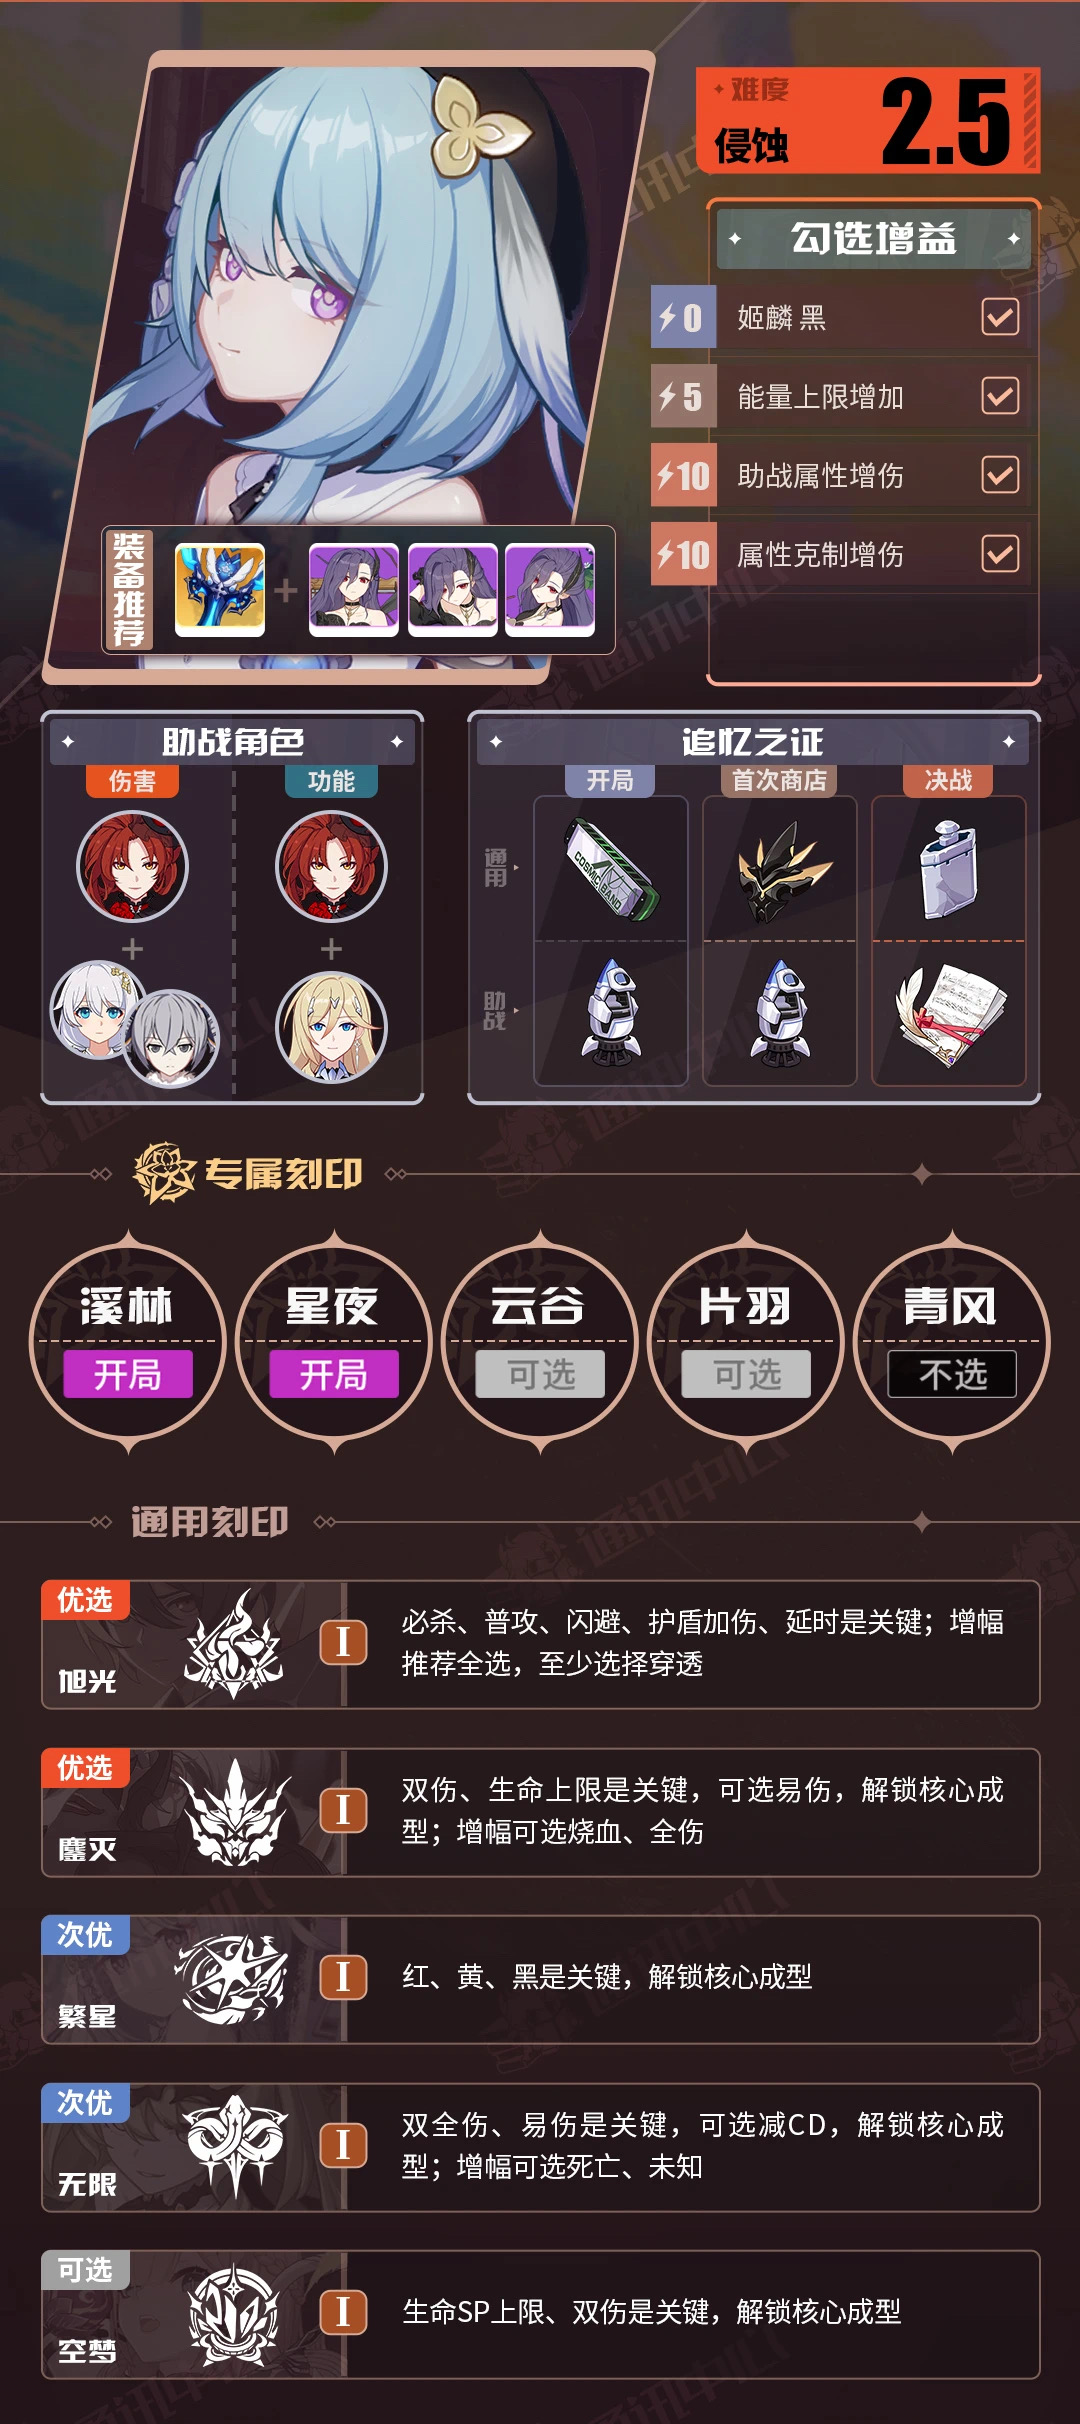 难度
侵蚀
2.5
勾选增益
0
姬麟 黑
5
能量上限增加
10
助战属性增伤
10
属性克制增伤
装备推荐
助战角色
伤害
功能
追忆之证
开局
首次商店
决战
通用
助战
COSMIC BAND
专属刻印
溪林
开局
星夜
开局
云谷
可选
片羽
可选
青风
不选
通用刻印
优选
旭光
I
必杀、普攻、闪避、护盾加伤、延时是关键；增幅
推荐全选，至少选择穿透
优选
鏖灭
I
双伤、生命上限是关键，可选易伤，解锁核心成
型；增幅可选烧血、全伤
次优
繁星
I
红、黄、黑是关键，解锁核心成型
次优
无限
I
双全伤、易伤是关键，可选减CD，解锁核心成
型；增幅可选死亡、未知
可选
空梦
I
生命SP上限、双伤是关键，解锁核心成型
通讯中心